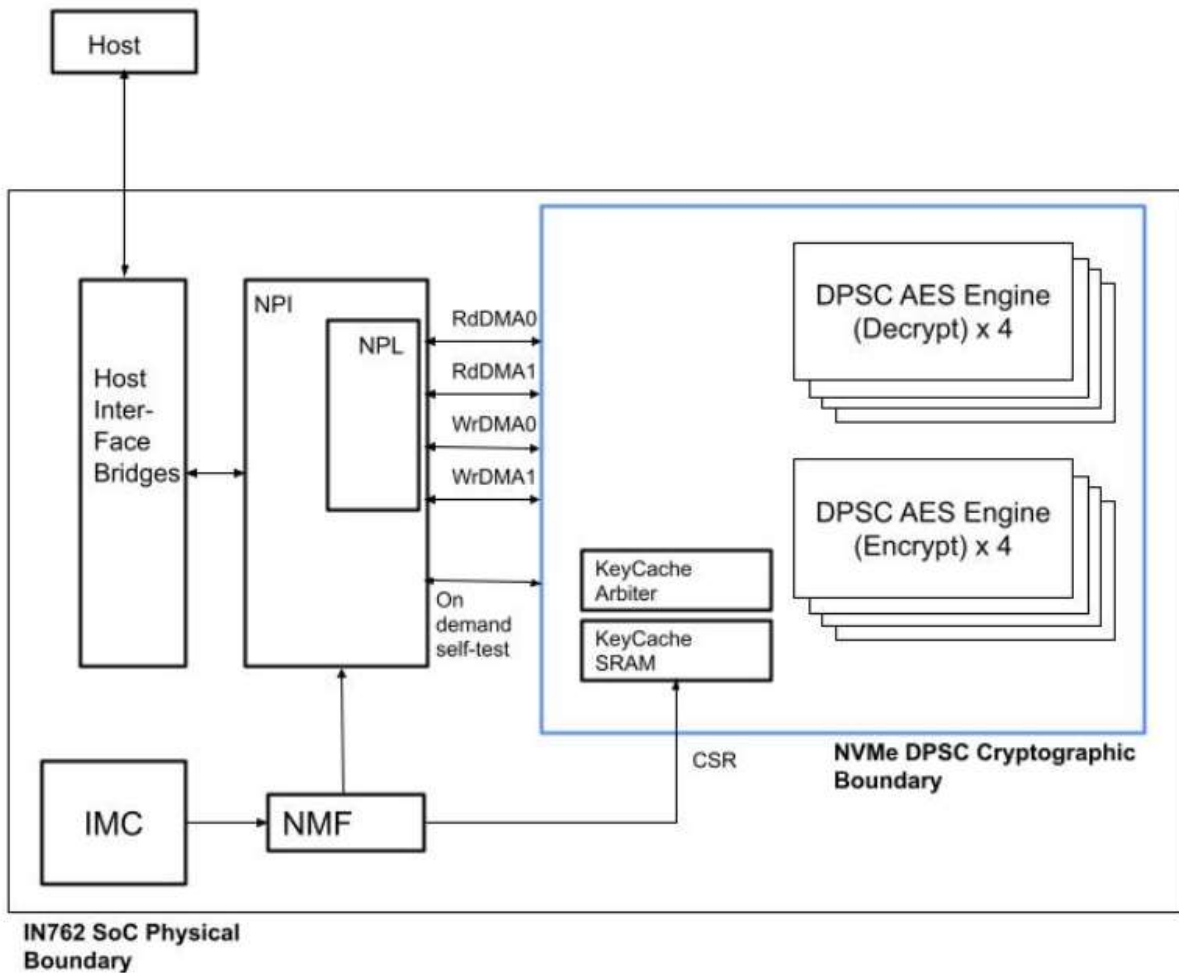 Host
NPI
NPL
Host
Inter-
Face
Bridges
RdDMA0
RdDMA1
WrDMA0
WrDMA1
On
demand
self-test
DPSC AES Engine
(Decrypt) x 4
DPSC AES Engine
(Encrypt) x 4
KeyCache
Arbiter
KeyCache
SRAM
CSR
NVMe DPSC Cryptographic
Boundary
IMC
NMF
IN762 SoC Physical
Boundary